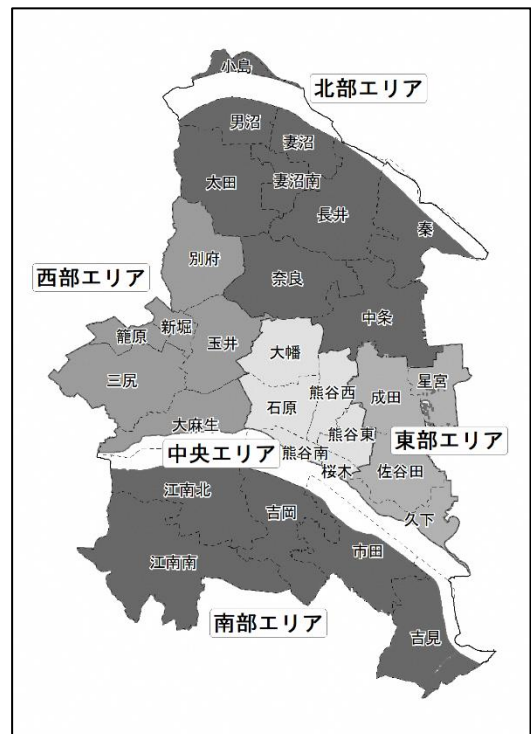 小島
北部エリア
男沼
妻沼
太田
妻沼南
長井
秦
別府
奈良
西部エリア
中条
新堀
籠原
玉井
大幡
三尻
熊谷西
成田
星宮
石原
大麻生
熊谷東
東部エリア
中央エリア
熊谷南
桜木
佐谷田
江南北
吉岡
久下
市田
江南南
南部エリア
吉見